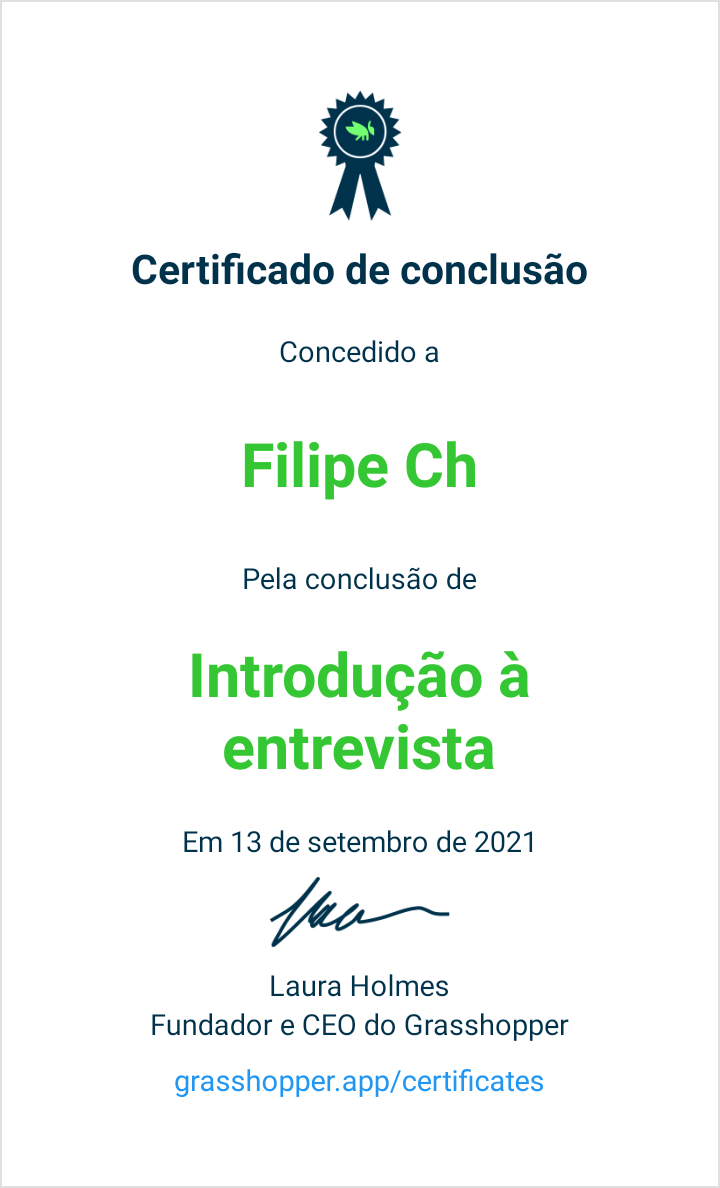 Certificado de conclusão
Concedido a
Filipe Ch
Pela conclusão de
Introdução à
entrevista
Em 13 de setembro de 2021
Laura Holmes
Fundador e CEO do Grasshopper
grasshopper.app/certificates